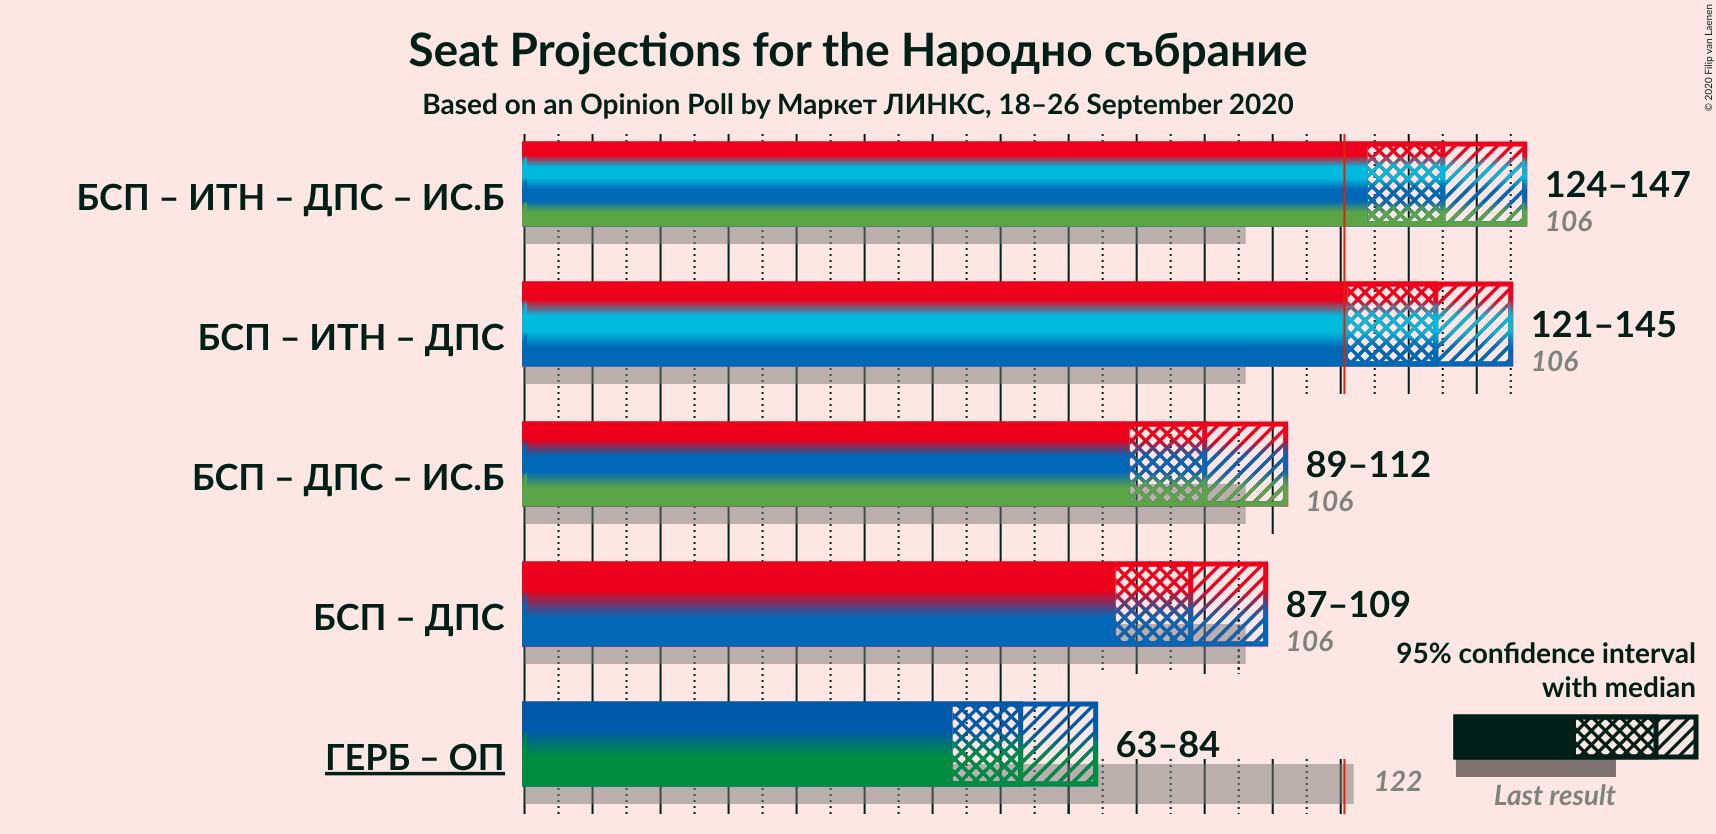 Seat Projections for the Народно събрание
Based on an Opinion Poll by Маркет ЛИНКС, 18–26 September 2020
© 2020 Filip van Laenen
БСП – ИТН – ДПС – ИС.Б
124–147
106
БСП – ИТН – ДПС
121–145
106
БСП – ДПС – ИС.Б
89–112
106
БСП – ДПС
87–109
106
ГЕРБ – ОП
63–84
122
95% confidence interval
with median
Last result